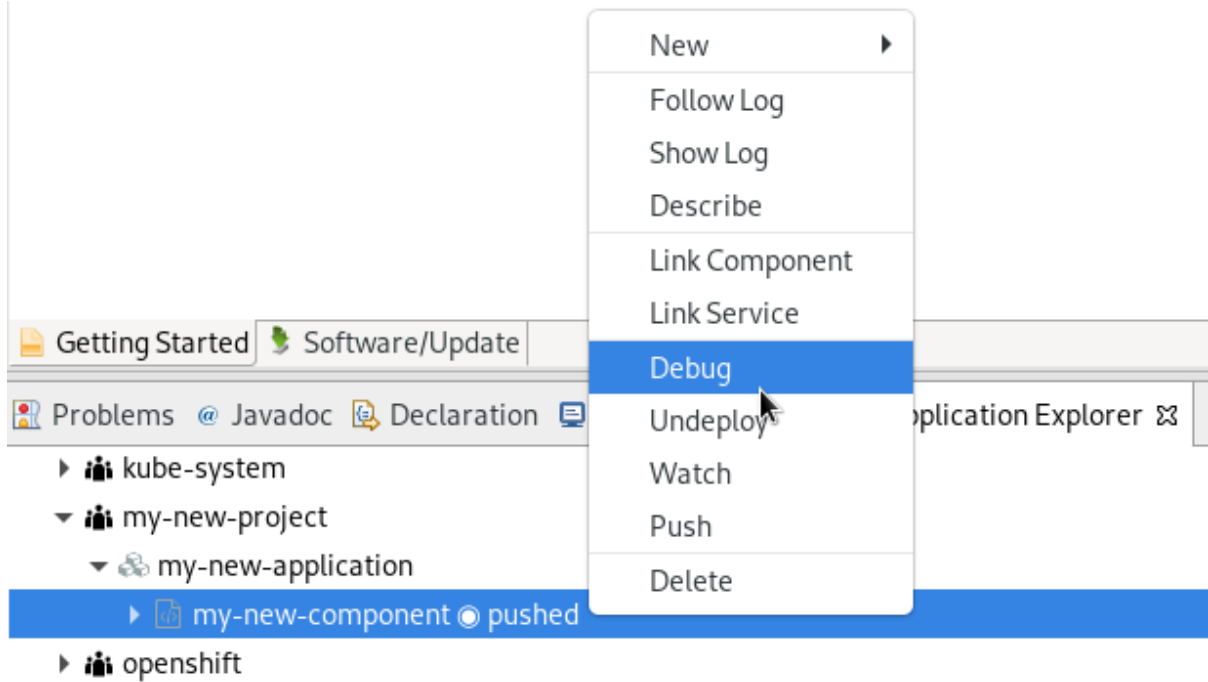 New
Follow Log
Show Log
Describe
Link Component
Link Service
Debug
Undeploy
Watch
Push
Delete
Getting Started Software/Update
Problems @ Javadoc Declaration Application Explorer
kube-system
my-new-project
my-new-application
my-new-component pushed
openshift